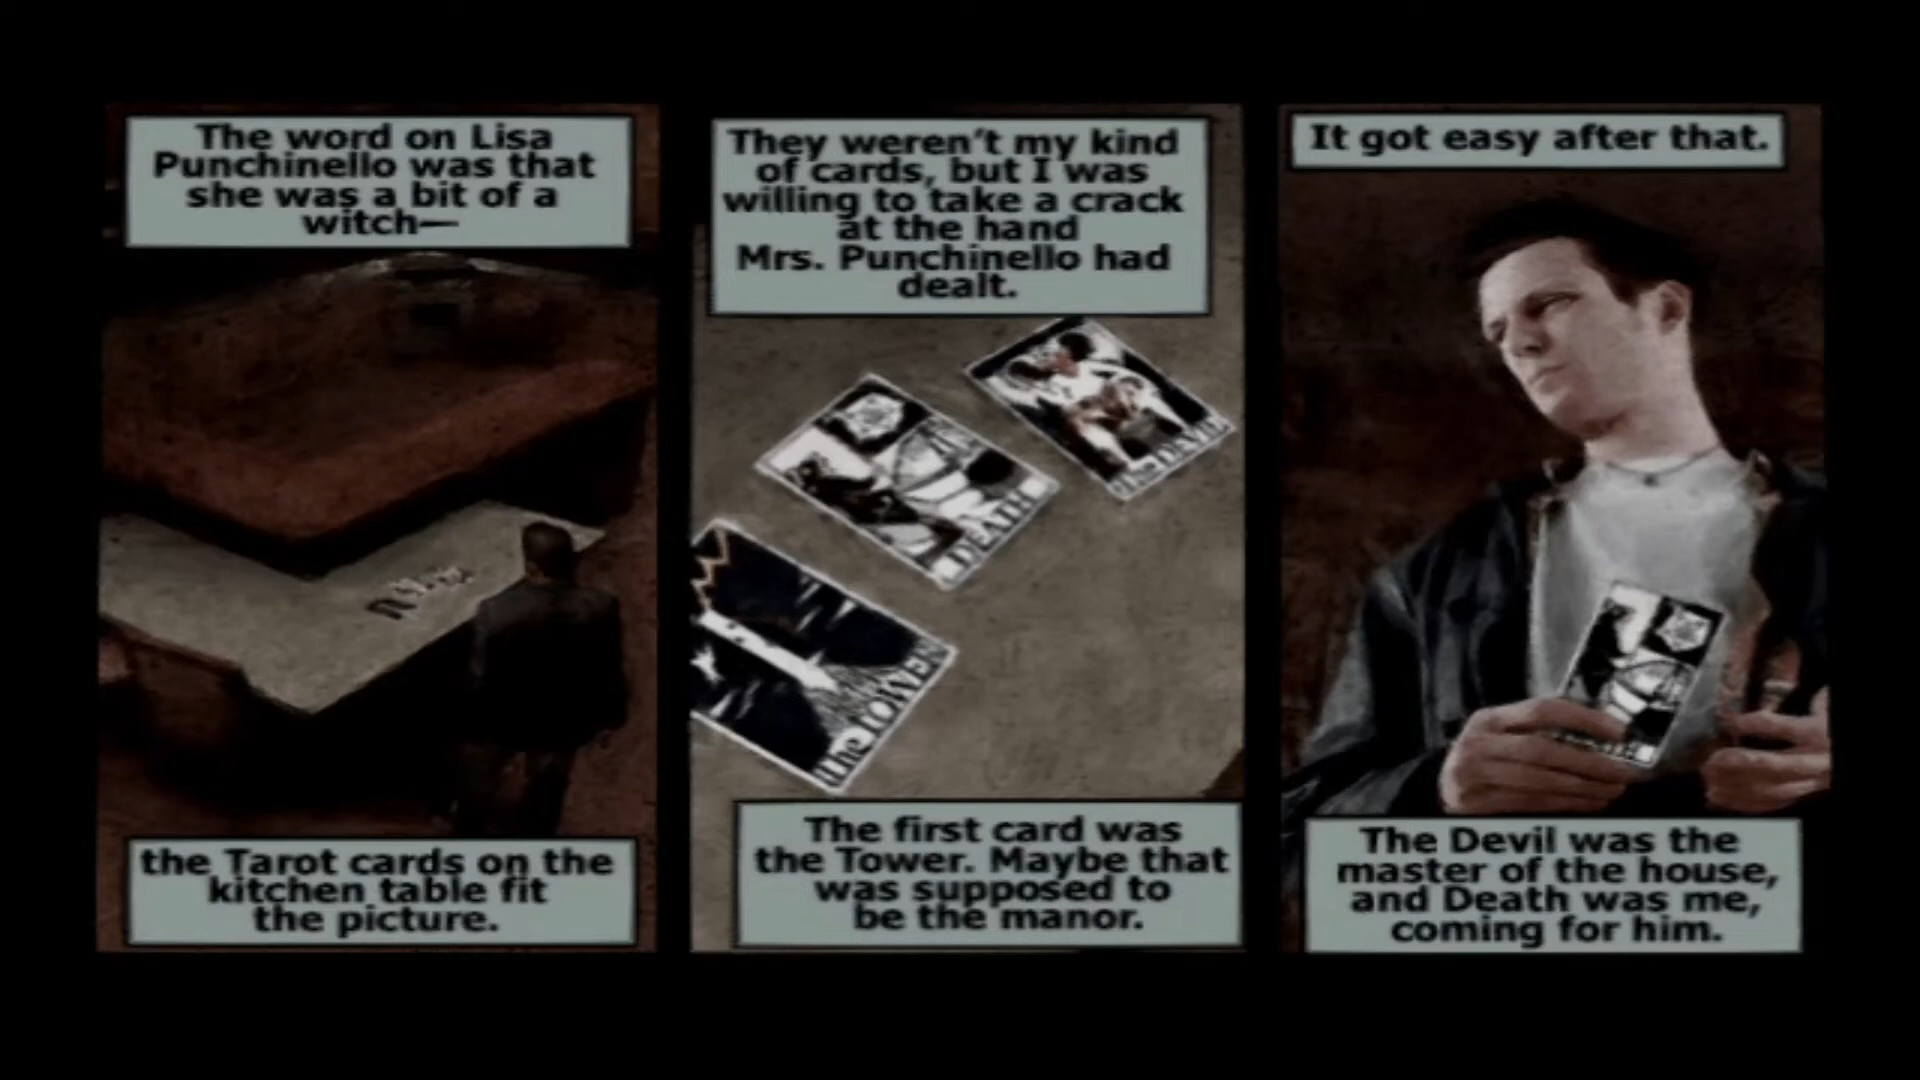 The word on Lisa
Punchinello was that
she was a bit of a
witch—
the Tarot cards on the
kitchen table fit
the picture.
They weren't my kind
of cards, but I was
willing to take a crack
at the hand
Mrs. Punchinello had
dealt.
The DEVIL
DEATH
The TOWER
The first card was
the Tower. Maybe that
was supposed to
be the manor.
It got easy after that.
The Devil was the
master of the house,
and Death was me,
coming for him.